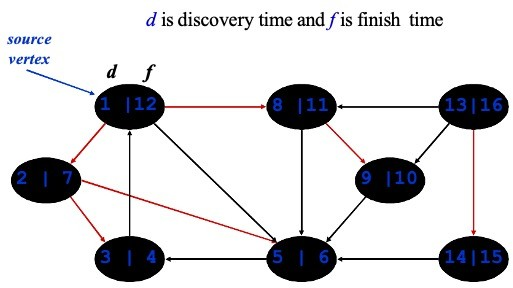 d is discovery time and f is finish time
source
vertex
d f
1 |12
8 |11
13|16
2 | 7
9 |10
3 | 4
5 | 6
14|15